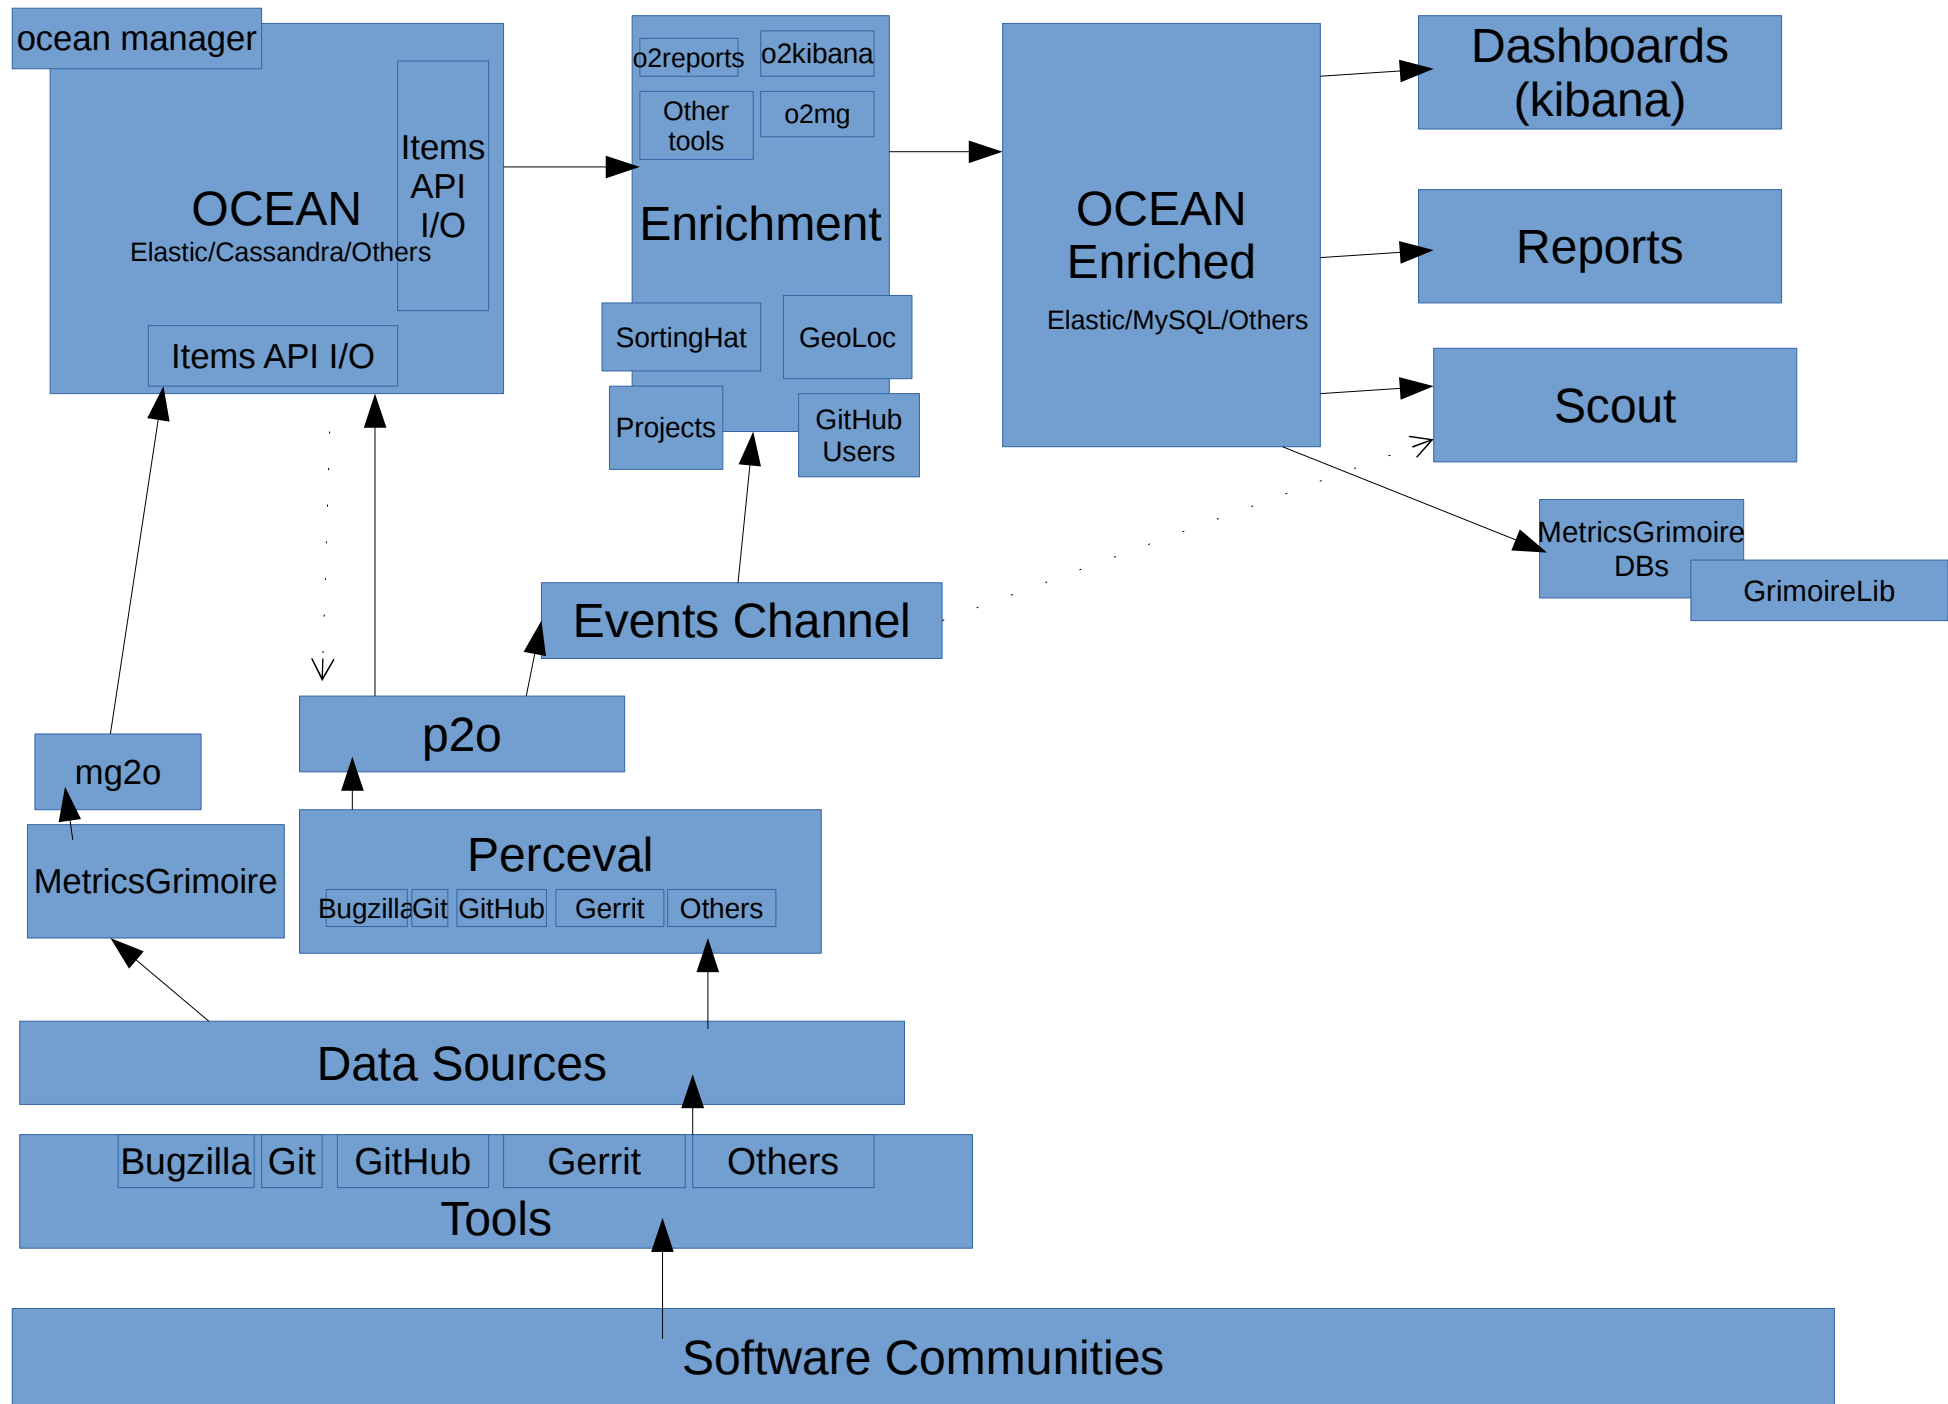 ocean manager
Items
API
I/O
OCEAN
Elastic/Cassandra/Others
Items API I/O
o2reports
o2kibana
Other
tools
o2mg
Enrichment
SortingHat
GeoLoc
Projects
GitHub
Users
OCEAN
Enriched
Elastic/MySQL/Others
Dashboards
(kibana)
Reports
Scout
MetricsGrimoire
DBs
GrimoireLib
Events Channel
p2o
mg2o
MetricsGrimoire
Perceval
Bugzilla
Git
GitHub
Gerrit
Others
Data Sources
Bugzilla
Git
GitHub
Gerrit
Others
Tools
Software Communities